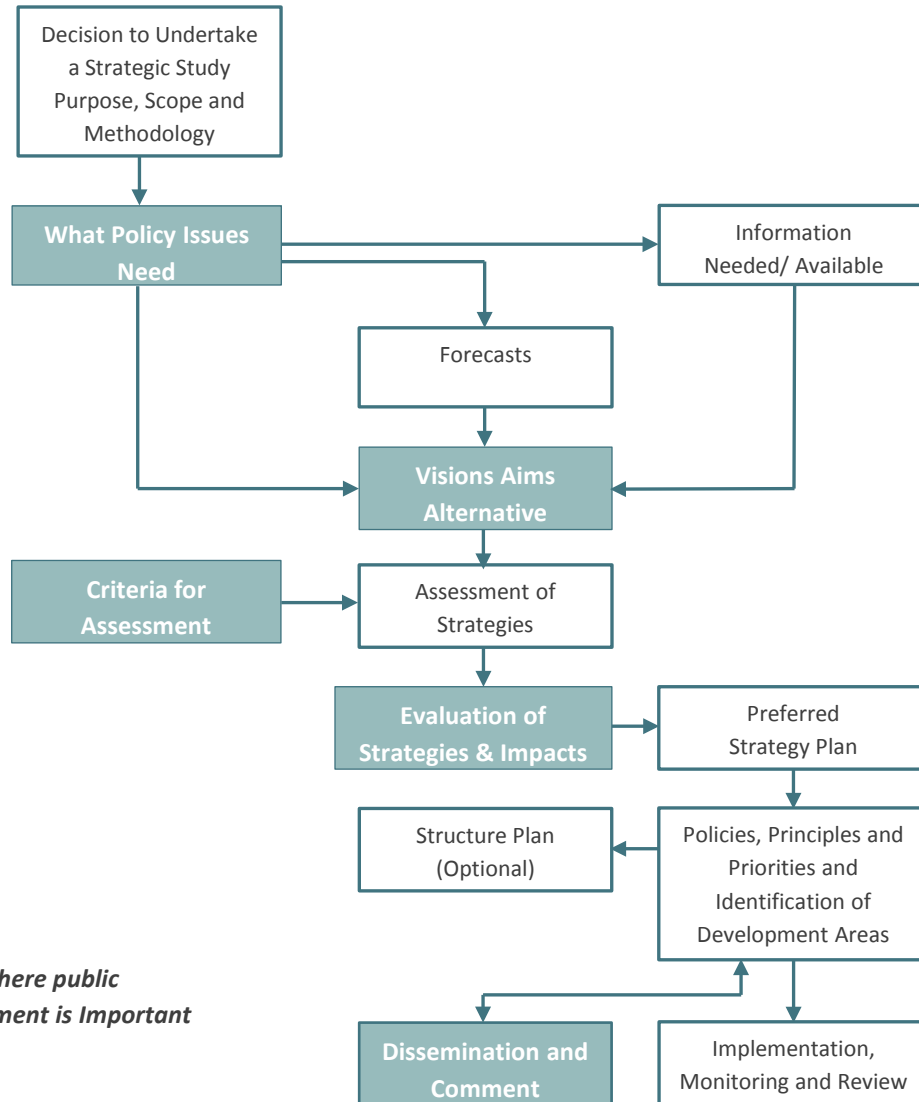 Decision to Undertake
a Strategic Study
Purpose, Scope and
Methodology
What Policy Issues
Need
Information
Needed/ Available
Forecasts
Visions Aims
Alternative
Criteria for
Assessment
Assessment of
Strategies
Evaluation of
Strategies & Impacts
Preferred
Strategy Plan
Structure Plan
(Optional)
Policies, Principles and
Priorities and
Identification of
Development Areas
public
is Important
Dissemination and
Comment
Implementation,
Monitoring and Review